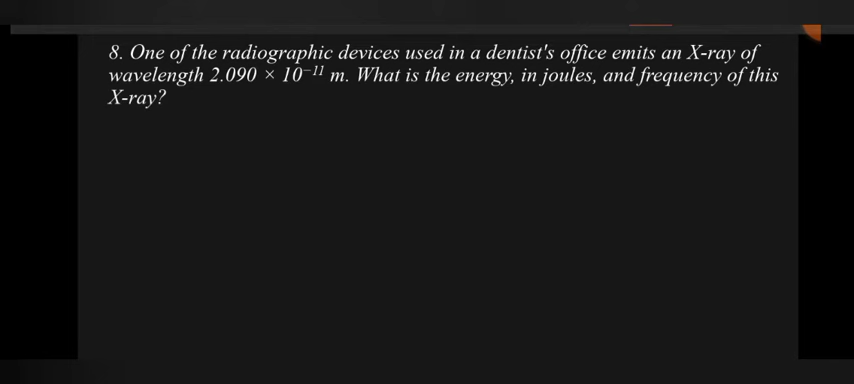 8. One of the radiographic devices used in a dentist's office emits an X-ray of
wavelength 2.090 × 10⁻¹¹ m. What is the energy, in joules, and frequency of this
X-ray?